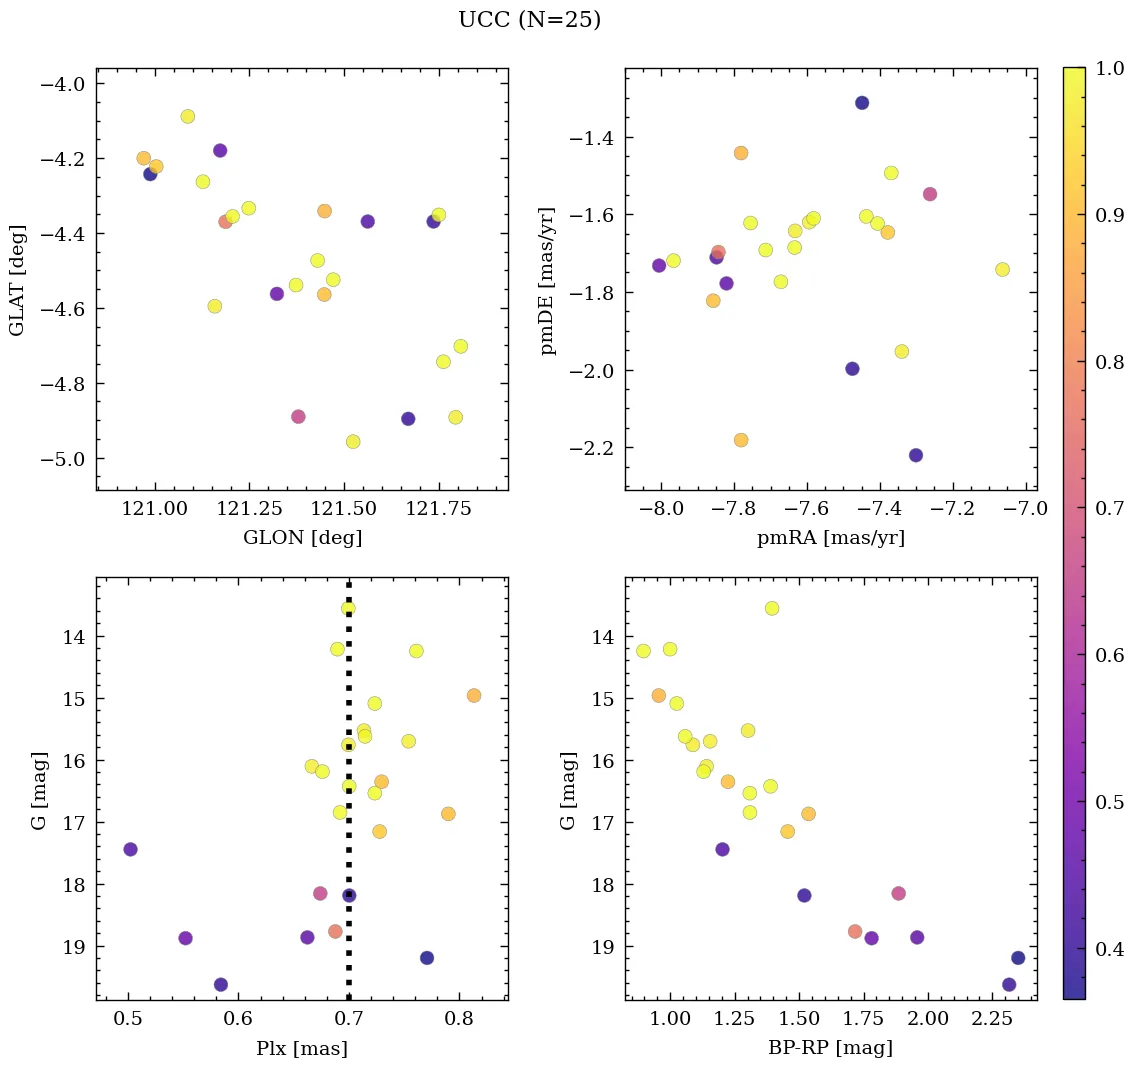 UCC (N=25)
−4.0
−4.2
−4.4
−4.6
−4.8
−5.0
GLAT [deg]
121.00 121.25 121.50 121.75
GLON [deg]
−1.4
−1.6
−1.8
−2.0
−2.2
pmDE [mas/yr]
−8.0 −7.8 −7.6 −7.4 −7.2 −7.0
pmRA [mas/yr]
14
15
16
17
18
19
G [mag]
0.5 0.6 0.7 0.8
Plx [mas]
14
15
16
17
18
19
G [mag]
1.00 1.25 1.50 1.75 2.00 2.25
BP-RP [mag]
1.0
0.9
0.8
0.7
0.6
0.5
0.4